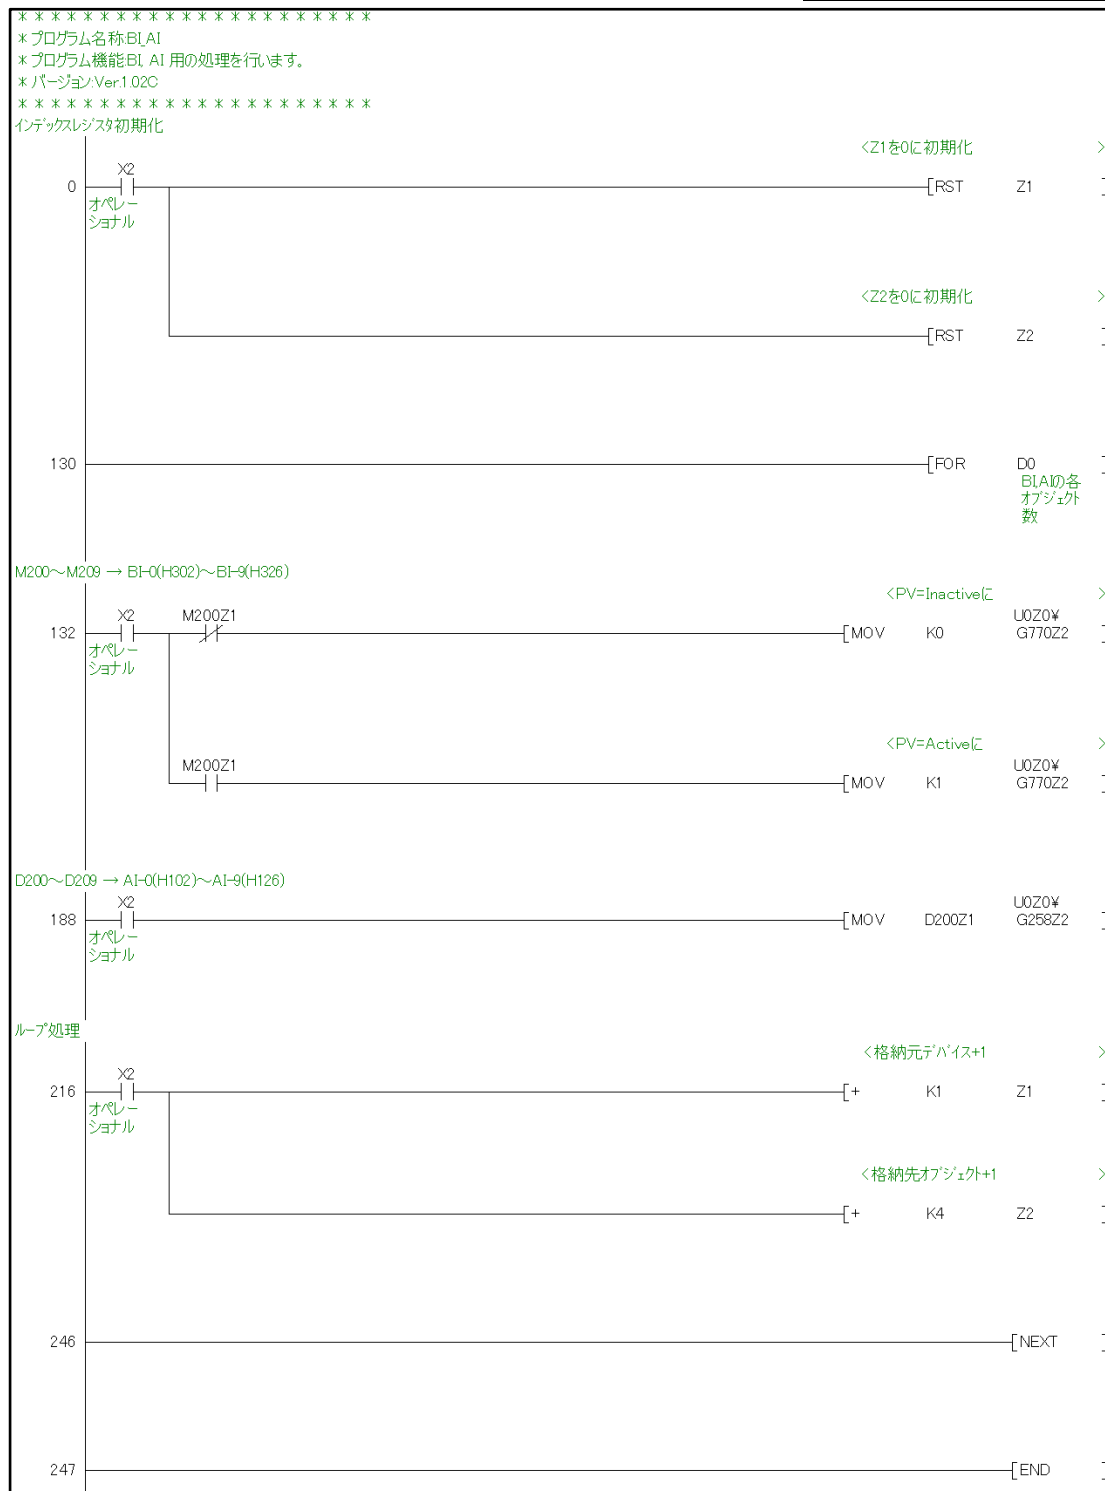 * * * * * * * * * * * * * * * * * * * * * *
* プログラム名称:BI_AI
* プログラム機能:BI, AI 用の処理を行います。
* バージョン:Ver.1.02C
* * * * * * * * * * * * * * * * * * * * * *
インデックスレジスタ初期化
<Z1を0に初期化 >
X2
0 [RST Z1 ]
オペレー
ショナル
<Z2を0に初期化 >
[RST Z2 ]
130 [FOR D0 ]
BI,AIの各
オブジェクト
数
M200~M209 → BI-0(H302)~BI-9(H326)
<PV=Inactiveに >
X2 M200Z1 U0Z0¥
132 [MOV K0 G770Z2 ]
オペレー
ショナル
<PV=Activeに >
M200Z1 U0Z0¥
[MOV K1 G770Z2 ]
D200~D209 → AI-0(H102)~AI-9(H126)
X2 U0Z0¥
188 [MOV D200Z1 G258Z2 ]
オペレー
ショナル
ループ処理
<格納元デバイス+1 >
X2
216 [+ K1 Z1 ]
オペレー
ショナル
<格納先オブジェクト+1 >
[+ K4 Z2 ]
246 [NEXT ]
247 [END ]